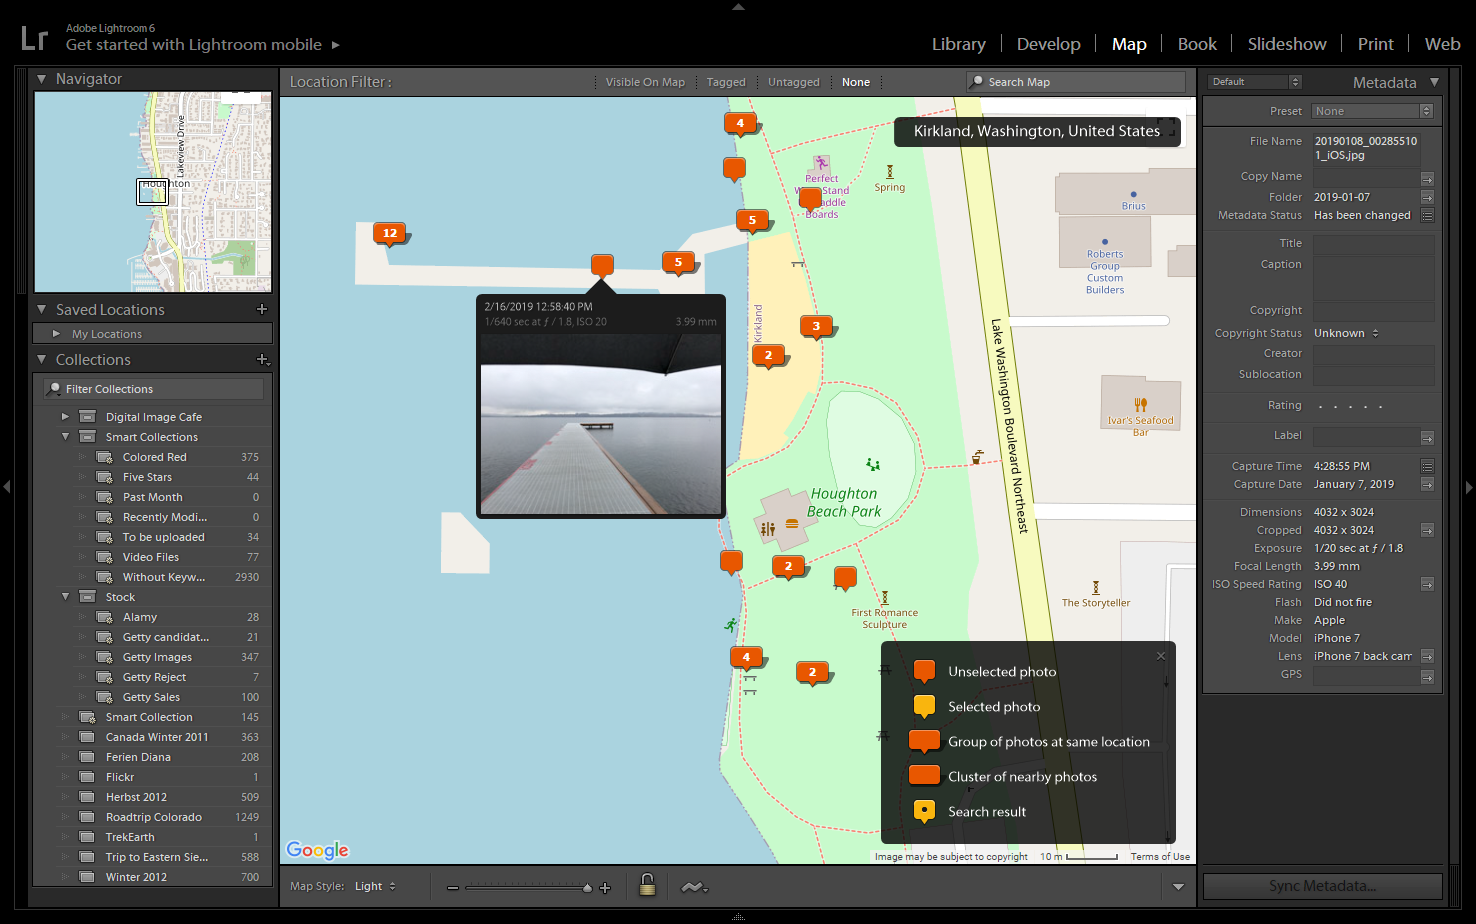 Lr
Adobe Lightroom 6
Get started with Lightroom mobile
Library
Develop
Map
Book
Slideshow
Print
Web
Navigator
Lakeview Drive
Houghton
Saved Locations
My Locations
Collections
Filter Collections
Digital Image Cafe
Smart Collections
Colored Red 375
Five Stars 44
Past Month 0
Recently Modi... 0
To be uploaded 34
Video Files 77
Without Keyw... 2930
Stock
Alamy 28
Getty candidat... 21
Getty Images 347
Getty Reject 7
Getty Sales 100
Smart Collection 145
Canada Winter 2011 363
Ferien Diana 208
Flickr 1
Herbst 2012 509
Roadtrip Colorado 1249
TrekEarth 1
Trip to Eastern Sie... 588
Winter 2012 700
Location Filter :
Visible On Map
Tagged
Untagged
None
Search Map
Kirkland, Washington, United States
4
Perfect
Stand
addle
Boards
Spring
5
12
5
2/16/2019 12:58:40 PM
1/640 sec at ƒ / 1.8, ISO 20 3.99 mm
Kirkland
3
2
Brius
Roberts
Group
Custom
Builders
Lake Washington Boulevard Northeast
Ivar's Seafood
Bar
Houghton
Beach Park
2
First Romance
Sculpture
The Storyteller
4
2
Unselected photo
Selected photo
Group of photos at same location
Cluster of nearby photos
Search result
Google
Image may be subject to copyright
10 m
Terms of Use
Map Style: Light
Default
Metadata
Preset None
File Name 20190108_00285510
1_iOS.jpg
Copy Name
Folder 2019-01-07
Metadata Status Has been changed
Title
Caption
Copyright
Copyright Status Unknown
Creator
Sublocation
Rating . . . . .
Label
Capture Time 4:28:55 PM
Capture Date January 7, 2019
Dimensions 4032 x 3024
Cropped 4032 x 3024
Exposure 1/20 sec at ƒ / 1.8
Focal Length 3.99 mm
ISO Speed Rating ISO 40
Flash Did not fire
Make Apple
Model iPhone 7
Lens iPhone 7 back cam
GPS
Sync Metadata...